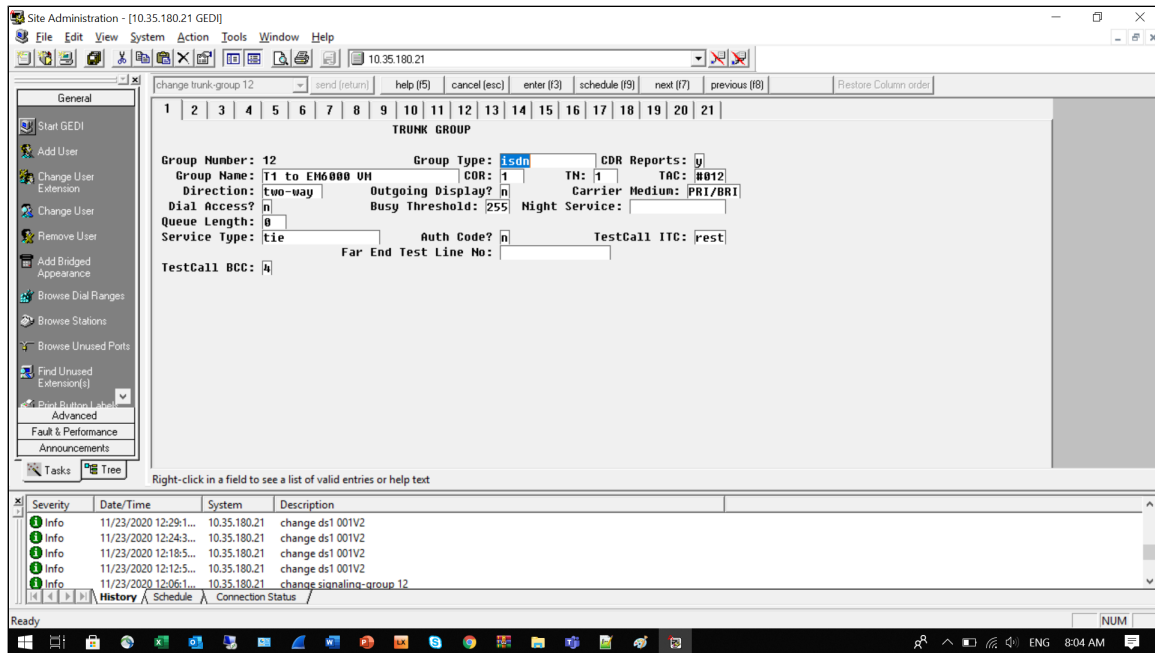 Site Administration - [10.35.180.21 GEDI]
File Edit View System Action Tools Window Help
10.35.180.21
General
Start GEDI
Add User
Change User
Extension
Change User
Remove User
Add Bridged
Appearance
Browse Dial Ranges
Browse Stations
Browse Unused Ports
Find Unused
Extension(s)
Print Button Labels
Advanced
Fault & Performance
Announcements
Tasks Tree
change trunk-group 12 send (return) help (f5) cancel (esc) enter (f3) schedule (f9) next (f7) previous (f8) Restore Column order
1 2 3 4 5 6 7 8 9 10 11 12 13 14 15 16 17 18 19 20 21
TRUNK GROUP
Group Number: 12 Group Type: isdn CDR Reports: y
Group Name: T1 to EM6000 VM COR: 1 TN: 1 TAC: #012
Direction: two-way Outgoing Display? n Carrier Medium: PRI/BRI
Dial Access? n Busy Threshold: 255 Night Service:
Queue Length: 0
Service Type: tie Auth Code? n TestCall ITC: rest
Far End Test Line No:
TestCall BCC: 4
Right-click in a field to see a list of valid entries or help text
Severity Date/Time System Description
Info 11/23/2020 12:29:1... 10.35.180.21 change ds1 001V2
Info 11/23/2020 12:24:3... 10.35.180.21 change ds1 001V2
Info 11/23/2020 12:18:5... 10.35.180.21 change ds1 001V2
Info 11/23/2020 12:12:5... 10.35.180.21 change ds1 001V2
Info 11/23/2020 12:06:1... 10.35.180.21 change signaling-group 12
History Schedule Connection Status
Ready NUM
ENG 8:04 AM